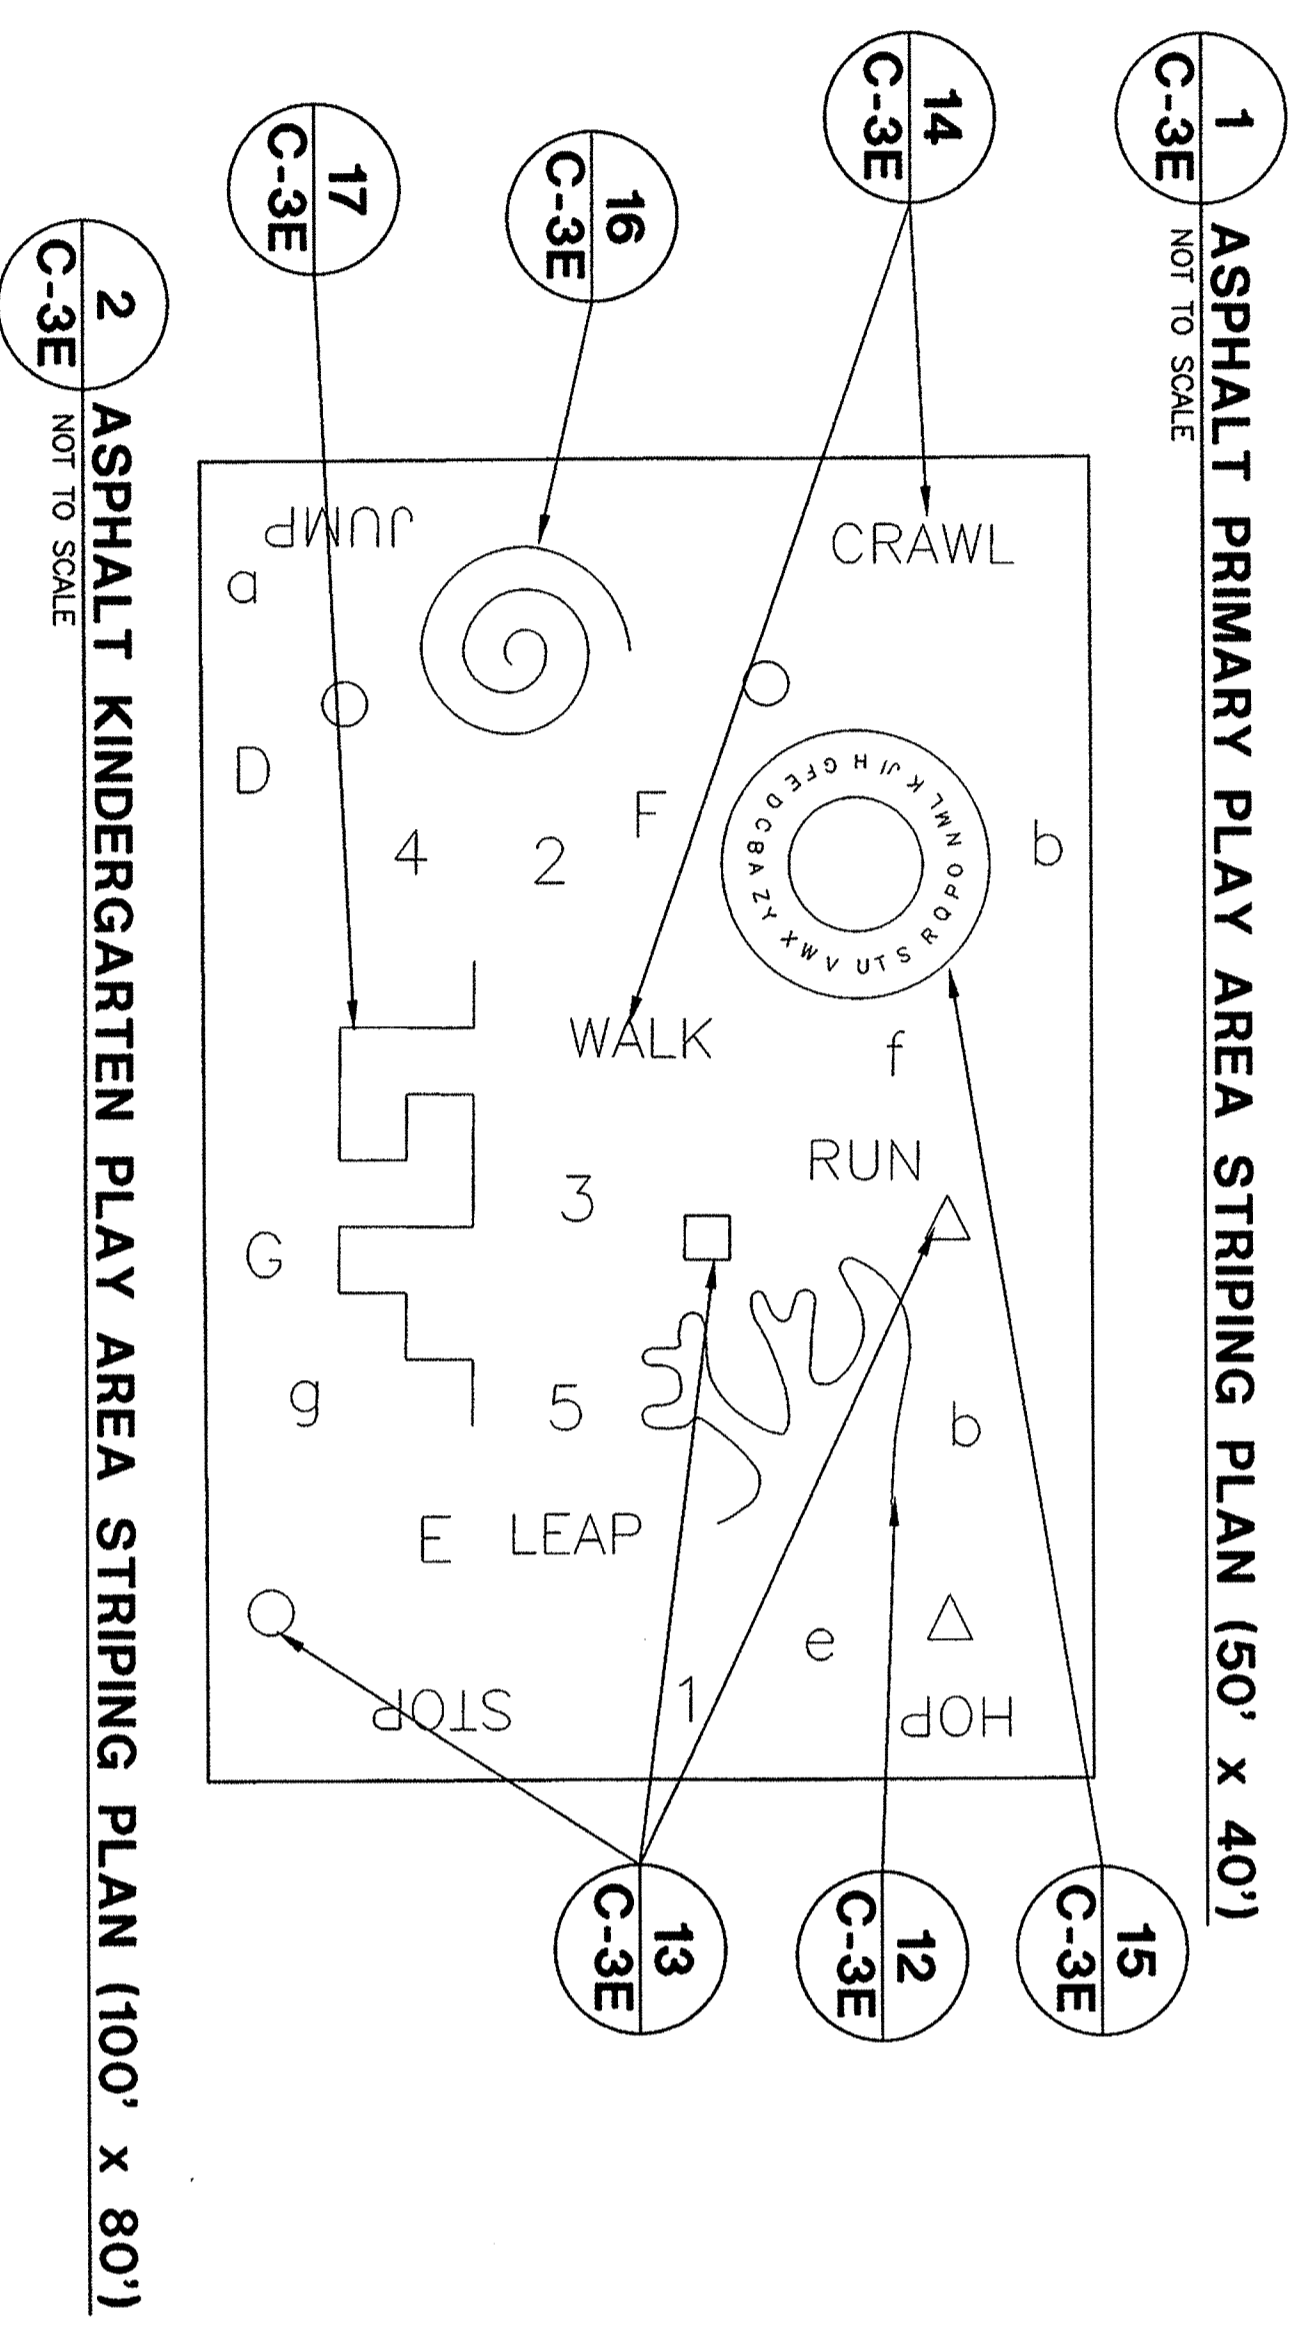 1
C-3E
ASPHALT PRIMARY PLAY AREA STRIPING PLAN (50' x 40')
NOT TO SCALE
14
C-3E
16
C-3E
17
C-3E
15
C-3E
12
C-3E
13
C-3E
CRAWL
JUMP
a
D
b
F
4
2
A B C D E F G H I J K L M N O P Q R S T U V W X Y Z
WALK
f
RUN
3
G
g
5
b
E
LEAP
e
1
STOP
HOP
2
C-3E
ASPHALT KINDERGARTEN PLAY AREA STRIPING PLAN (100' x 80')
NOT TO SCALE